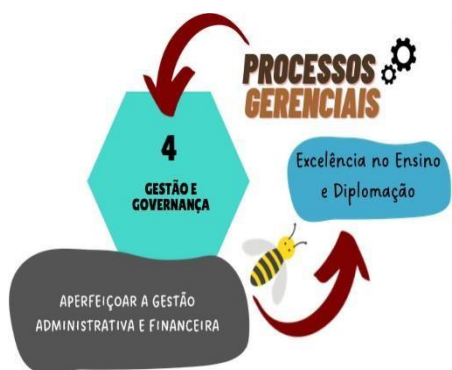 PROCESSOS
GERENCIAIS
4
GESTÃO E
GOVERNANÇA
Excelência no Ensino
e Diplomação
APERFEIÇOAR A GESTÃO
ADMINISTRATIVA E FINANCEIRA